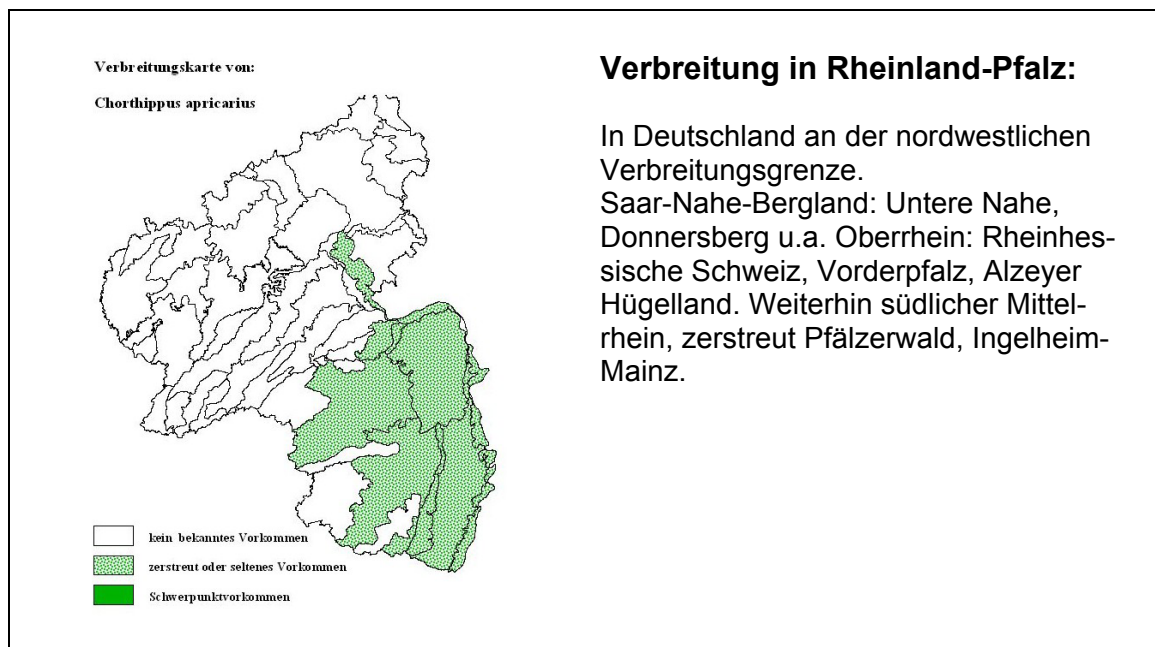 Verbreitungskarte von:
Chorthippus apricarius
kein bekanntes Vorkommen
zerstreut oder seltenes Vorkommen
Schwerpunktvorkommen
Verbreitung in Rheinland-Pfalz:
In Deutschland an der nordwestlichen
Verbreitungsgrenze.
Saar-Nahe-Bergland: Untere Nahe,
Donnersberg u.a. Oberrhein: Rheinhes-
sische Schweiz, Vorderpfalz, Alzeyer
Hügelland. Weiterhin südlicher Mittel-
rhein, zerstreut Pfälzerwald, Ingelheim-
Mainz.